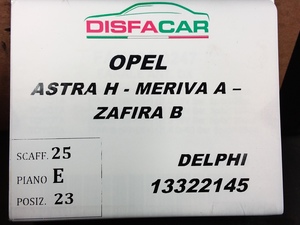 DISFACAR
OPEL
ASTRA H - MERIVA A –
ZAFIRA B
SCAFF. 25
PIANO E
POSIZ. 23
DELPHI
13322145